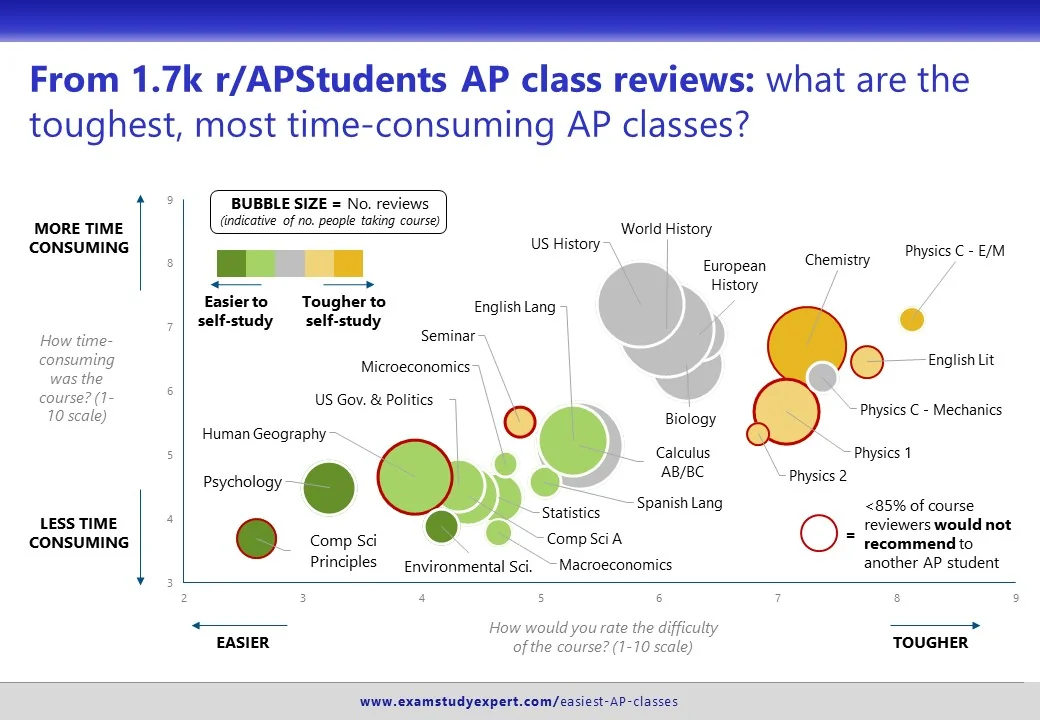 From 1.7k r/APStudents AP class reviews: what are the
toughest, most time-consuming AP classes?
BUBBLE SIZE = No. reviews
(indicative of no. people taking course)
Easier to
self-study
Tougher to
self-study
MORE TIME
CONSUMING
How time-
consuming
was the
course? (1-
10 scale)
LESS TIME
CONSUMING
9
8
7
6
5
4
3
US History
World History
European
History
Chemistry
Physics C - E/M
English Lang
Seminar
Microeconomics
US Gov. & Politics
Human Geography
Psychology
Comp Sci
Principles
Environmental Sci.
Macroeconomics
Comp Sci A
Statistics
Spanish Lang
Calculus
AB/BC
Biology
English Lit
Physics C - Mechanics
Physics 1
Physics 2
=
<85% of course
reviewers would not
recommend to
another AP student
2
3
4
5
6
7
8
9
EASIER
How would you rate the difficulty
of the course? (1-10 scale)
TOUGHER
www.examstudyexpert.com/easiest-AP-classes